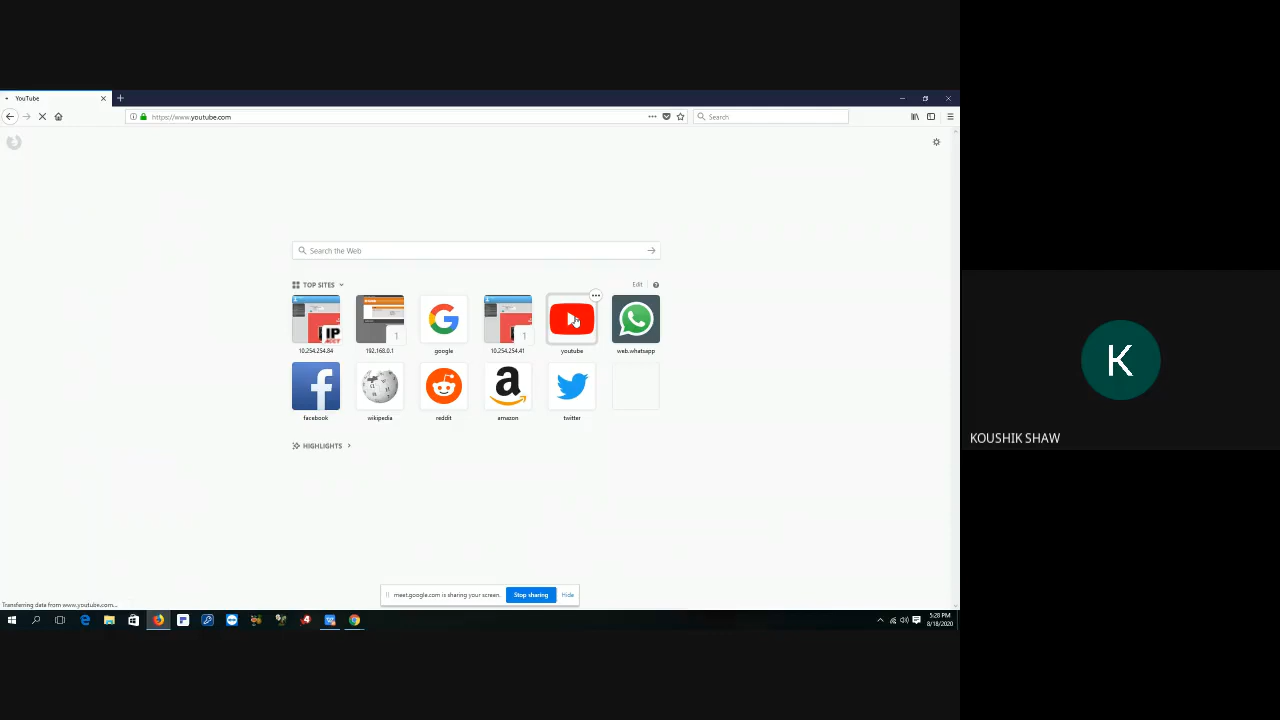 YouTube
https://www.youtube.com
Search
Search the Web
TOP SITES
Edit
IP
1
1
10.254.254.84
192.168.0.1
google
10.254.254.41
youtube
web.whatsapp
facebook
wikipedia
reddit
amazon
twitter
HIGHLIGHTS
meet.google.com is sharing your screen.
Stop sharing
Hide
Transferring data from www.youtube.com...
5:28 PM
8/18/2020
K
KOUSHIK SHAW